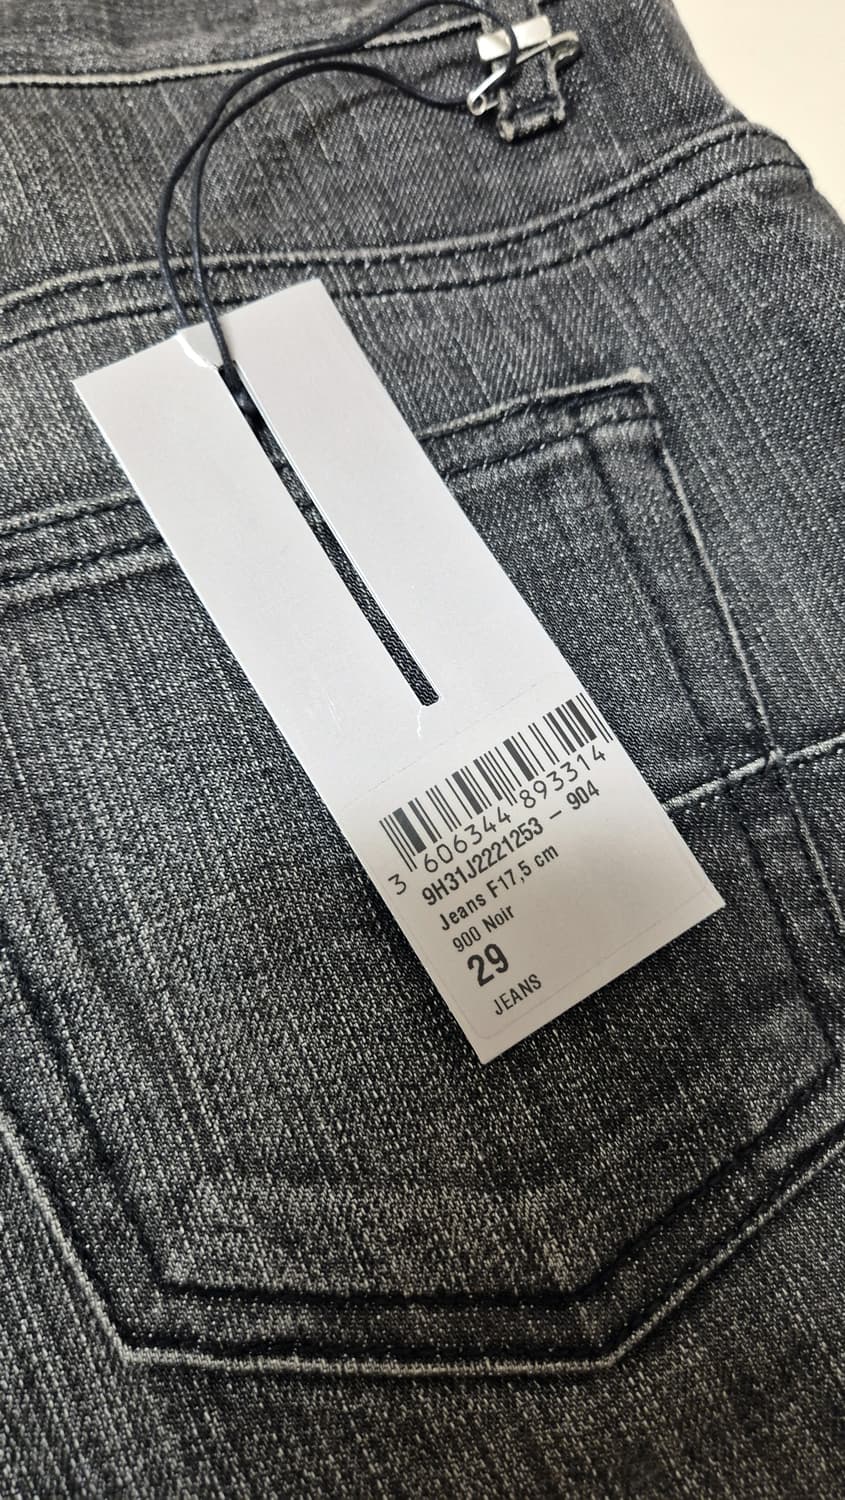 3 606344 893314
9H31J2221253 - 904
Jeans F17,5 cm
900 Noir
29
JEANS